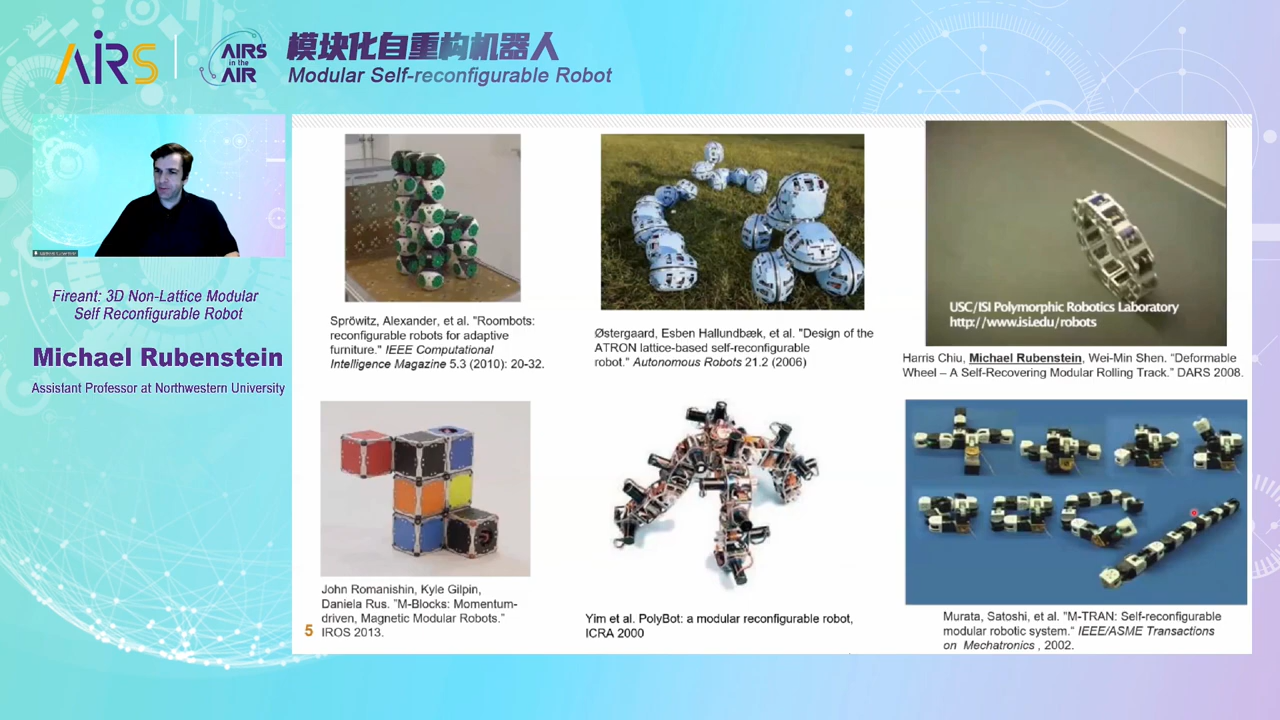 AiRS
AIRS
in the
AIR
模块化自重构机器人
Modular Self-reconfigurable Robot
Fireant: 3D Non-Lattice Modular
Self Reconfigurable Robot
Michael Rubenstein
Assistant Professor at Northwestern University
Spröwitz, Alexander, et al. "Roombots:
reconfigurable robots for adaptive
furniture." IEEE Computational
Intelligence Magazine 5.3 (2010): 20-32.
Østergaard, Esben Hallundbæk, et al. "Design of the
ATRON lattice-based self-reconfigurable
robot." Autonomous Robots 21.2 (2006)
USC/ISI Polymorphic Robotics Laboratory
http://www.isi.edu/robots
Harris Chiu, Michael Rubenstein, Wei-Min Shen. "Deformable
Wheel – A Self-Recovering Modular Rolling Track." DARS 2008.
John Romanishin, Kyle Gilpin,
Daniela Rus. "M-Blocks: Momentum-
driven, Magnetic Modular Robots."
IROS 2013.
5
Yim et al. PolyBot: a modular reconfigurable robot,
ICRA 2000
Murata, Satoshi, et al. "M-TRAN: Self-reconfigurable
modular robotic system." IEEE/ASME Transactions
on Mechatronics , 2002.